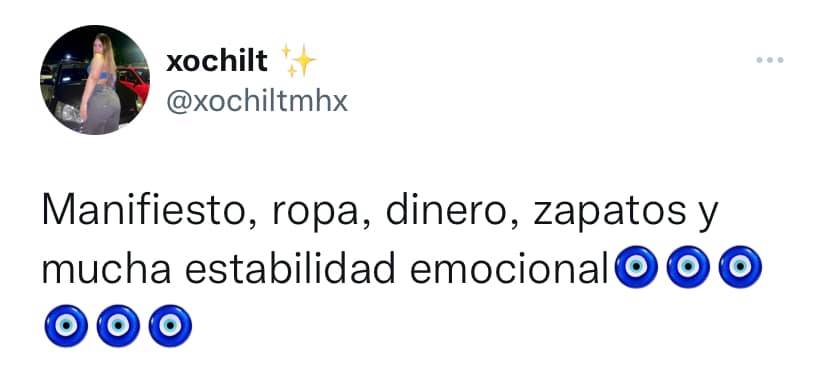 xochilt ✨
@xochiltmhx
Manifiesto, ropa, dinero, zapatos y
mucha estabilidad emocional🧿🧿🧿
🧿🧿🧿